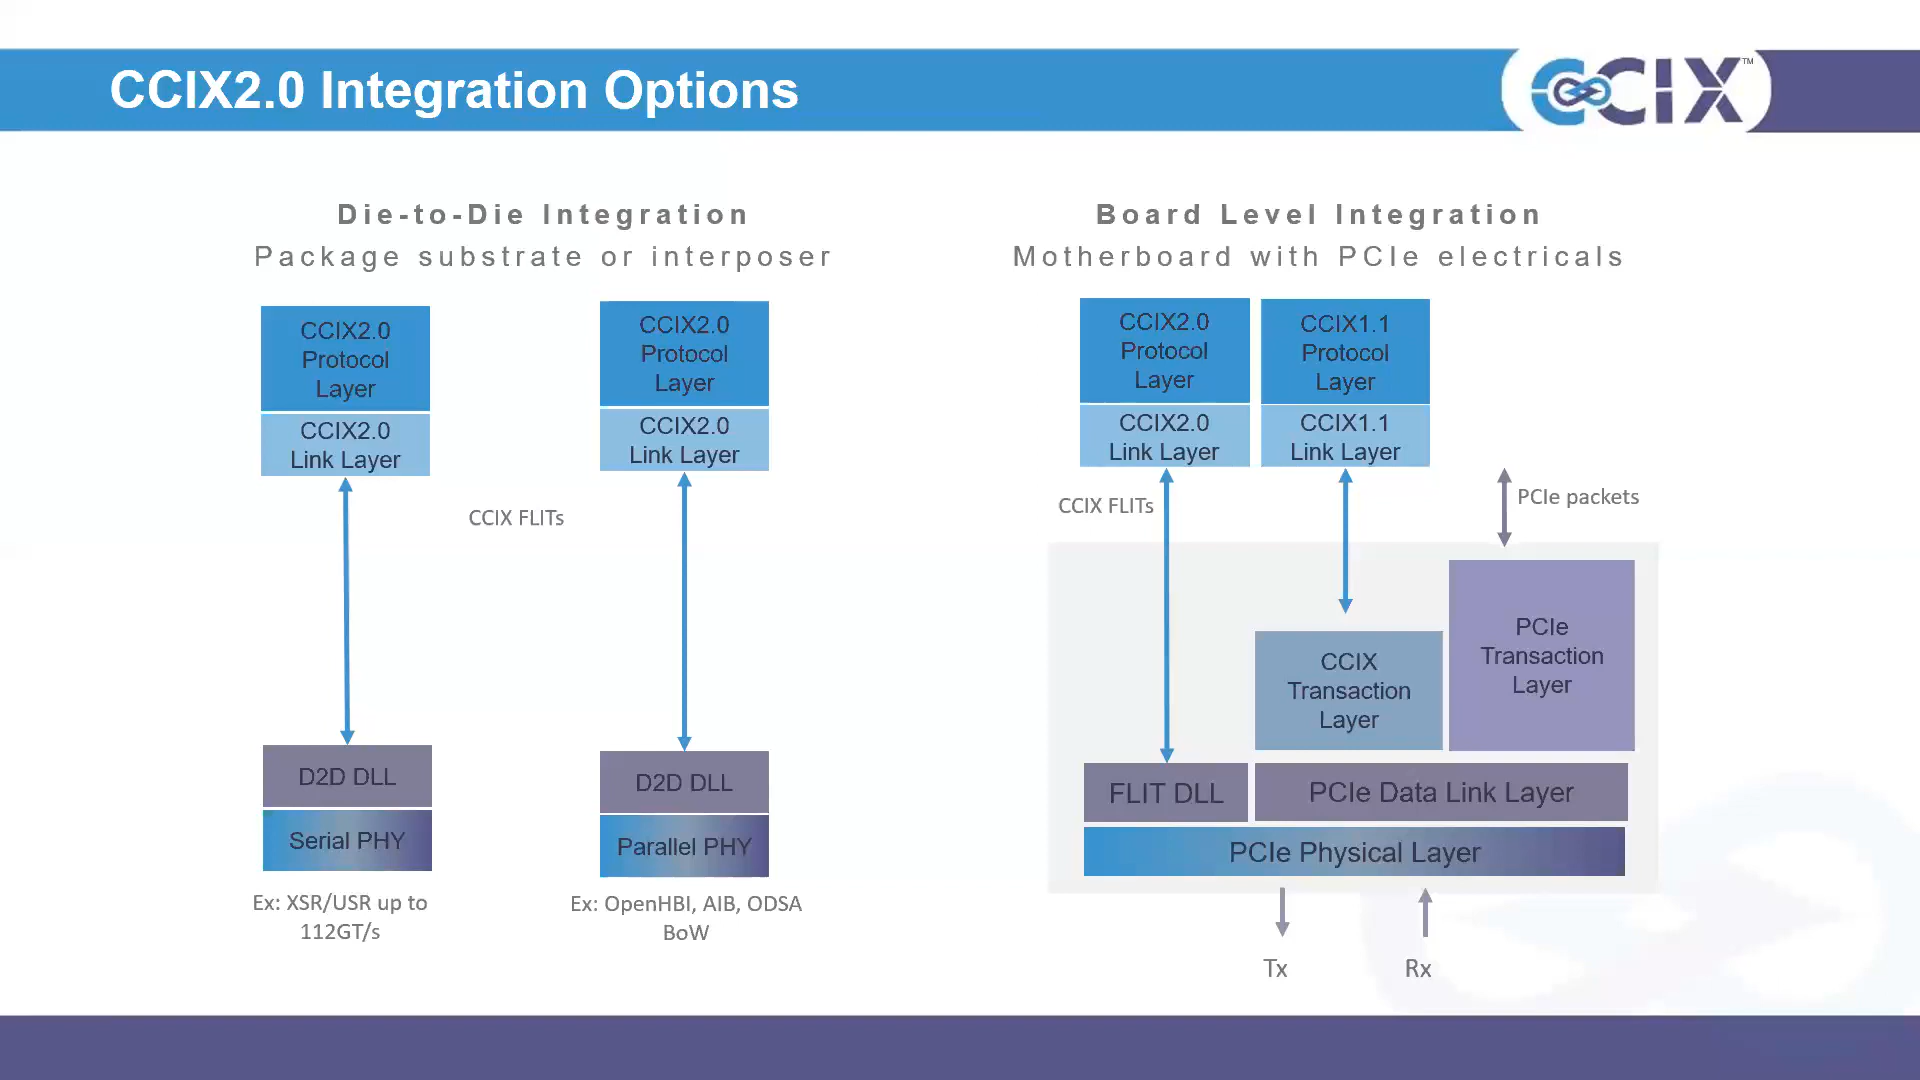 CCIX2.0 Integration Options
CCIX™
Die-to-Die Integration
Package substrate or interposer
CCIX2.0
Protocol
Layer
CCIX2.0
Link Layer
CCIX2.0
Protocol
Layer
CCIX2.0
Link Layer
CCIX FLITs
D2D DLL
Serial PHY
Ex: XSR/USR up to
112GT/s
D2D DLL
Parallel PHY
Ex: OpenHBI, AIB, ODSA
BoW
Board Level Integration
Motherboard with PCIe electricals
CCIX2.0
Protocol
Layer
CCIX2.0
Link Layer
CCIX1.1
Protocol
Layer
CCIX1.1
Link Layer
CCIX FLITs
PCIe packets
CCIX
Transaction
Layer
PCIe
Transaction
Layer
FLIT DLL
PCIe Data Link Layer
PCIe Physical Layer
Tx
Rx